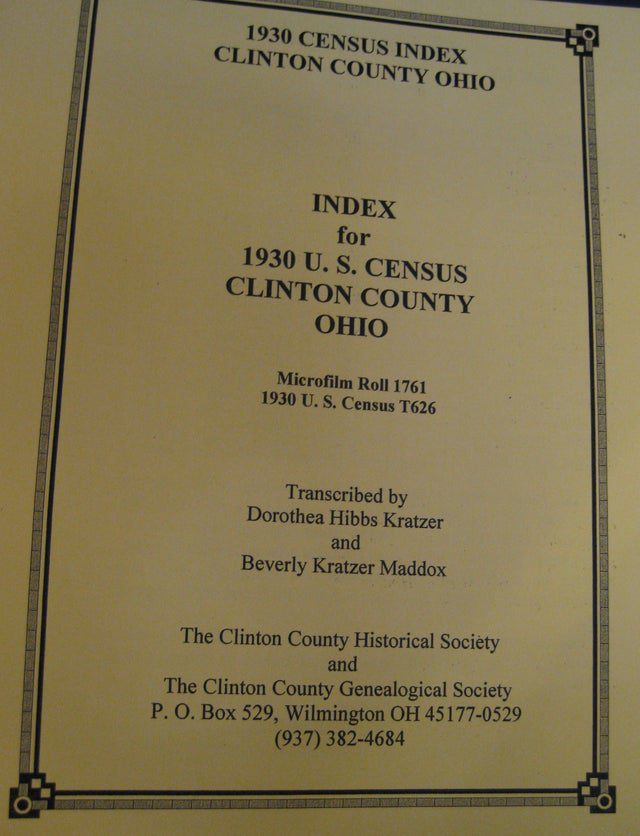 1930 CENSUS INDEX
CLINTON COUNTY OHIO
INDEX
for
1930 U. S. CENSUS
CLINTON COUNTY
OHIO
Microfilm Roll 1761
1930 U. S. Census T626
Transcribed by
Dorothea Hibbs Kratzer
and
Beverly Kratzer Maddox
The Clinton County Historical Society
and
The Clinton County Genealogical Society
P. O. Box 529, Wilmington OH 45177-0529
(937) 382-4684